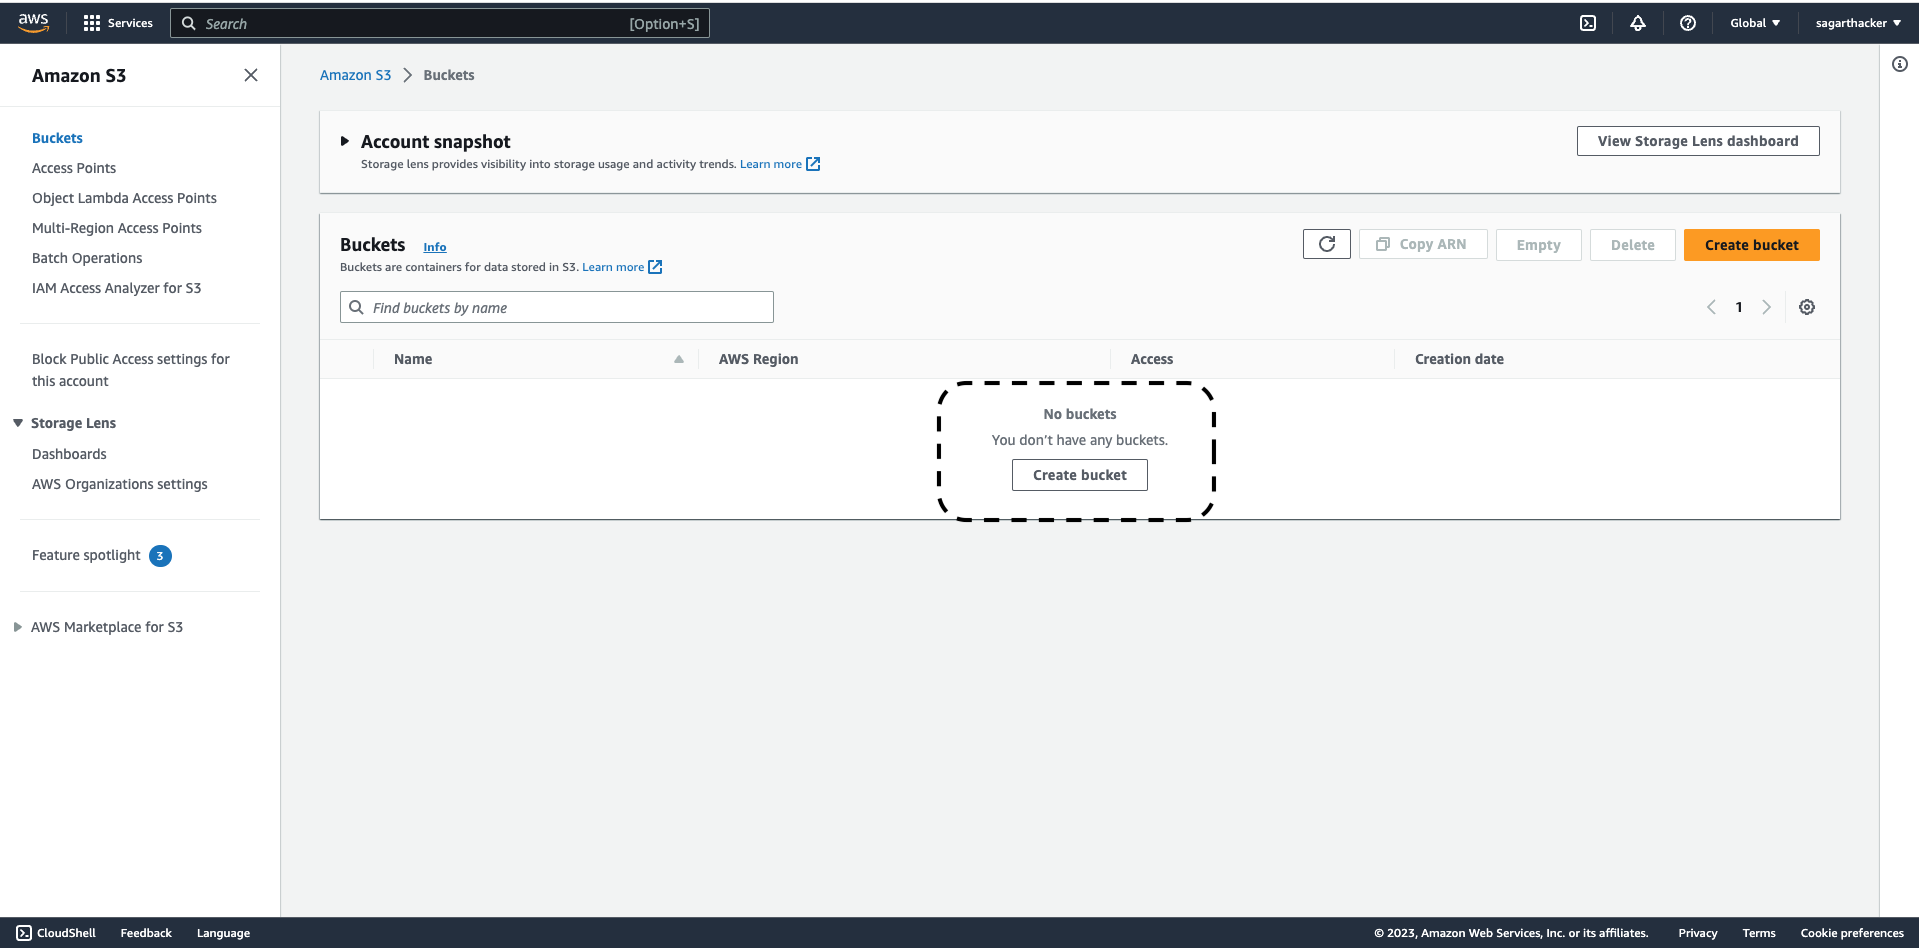 aws
Services
Search [Option+S]
Global
sagarthacker
Amazon S3
Buckets
Access Points
Object Lambda Access Points
Multi-Region Access Points
Batch Operations
IAM Access Analyzer for S3
Block Public Access settings for
this account
Storage Lens
Dashboards
AWS Organizations settings
Feature spotlight 3
AWS Marketplace for S3
Amazon S3 Buckets
Account snapshot
Storage lens provides visibility into storage usage and activity trends. Learn more
View Storage Lens dashboard
Buckets Info
Buckets are containers for data stored in S3. Learn more
Copy ARN
Empty
Delete
Create bucket
Find buckets by name
1
Name AWS Region Access Creation date
No buckets
You don't have any buckets.
Create bucket
CloudShell Feedback Language
© 2023, Amazon Web Services, Inc. or its affiliates. Privacy Terms Cookie preferences